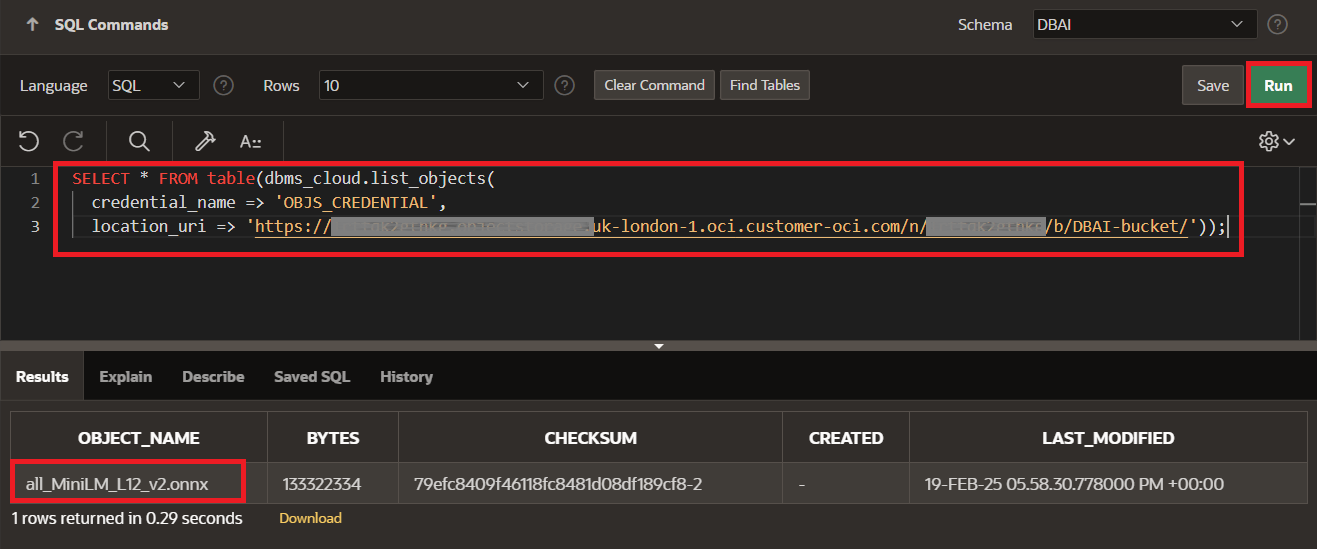 SQL Commands Schema DBAI ?
Language SQL ? Rows 10 ? Clear Command Find Tables Save Run
A::
1 SELECT * FROM table(dbms_cloud.list_objects(
2 credential_name => 'OBJS_CREDENTIAL',
3 location_uri => 'https:// .uk-london-1.oci.customer-oci.com/n/ /b/DBAI-bucket/'));
Results Explain Describe Saved SQL History
OBJECT_NAME BYTES CHECKSUM CREATED LAST_MODIFIED
all_MiniLM_L12_v2.onnx 133322334 79efc8409f46118fc8481d08df189cf8-2 - 19-FEB-25 05.58.30.778000 PM +00:00
1 rows returned in 0.29 seconds Download